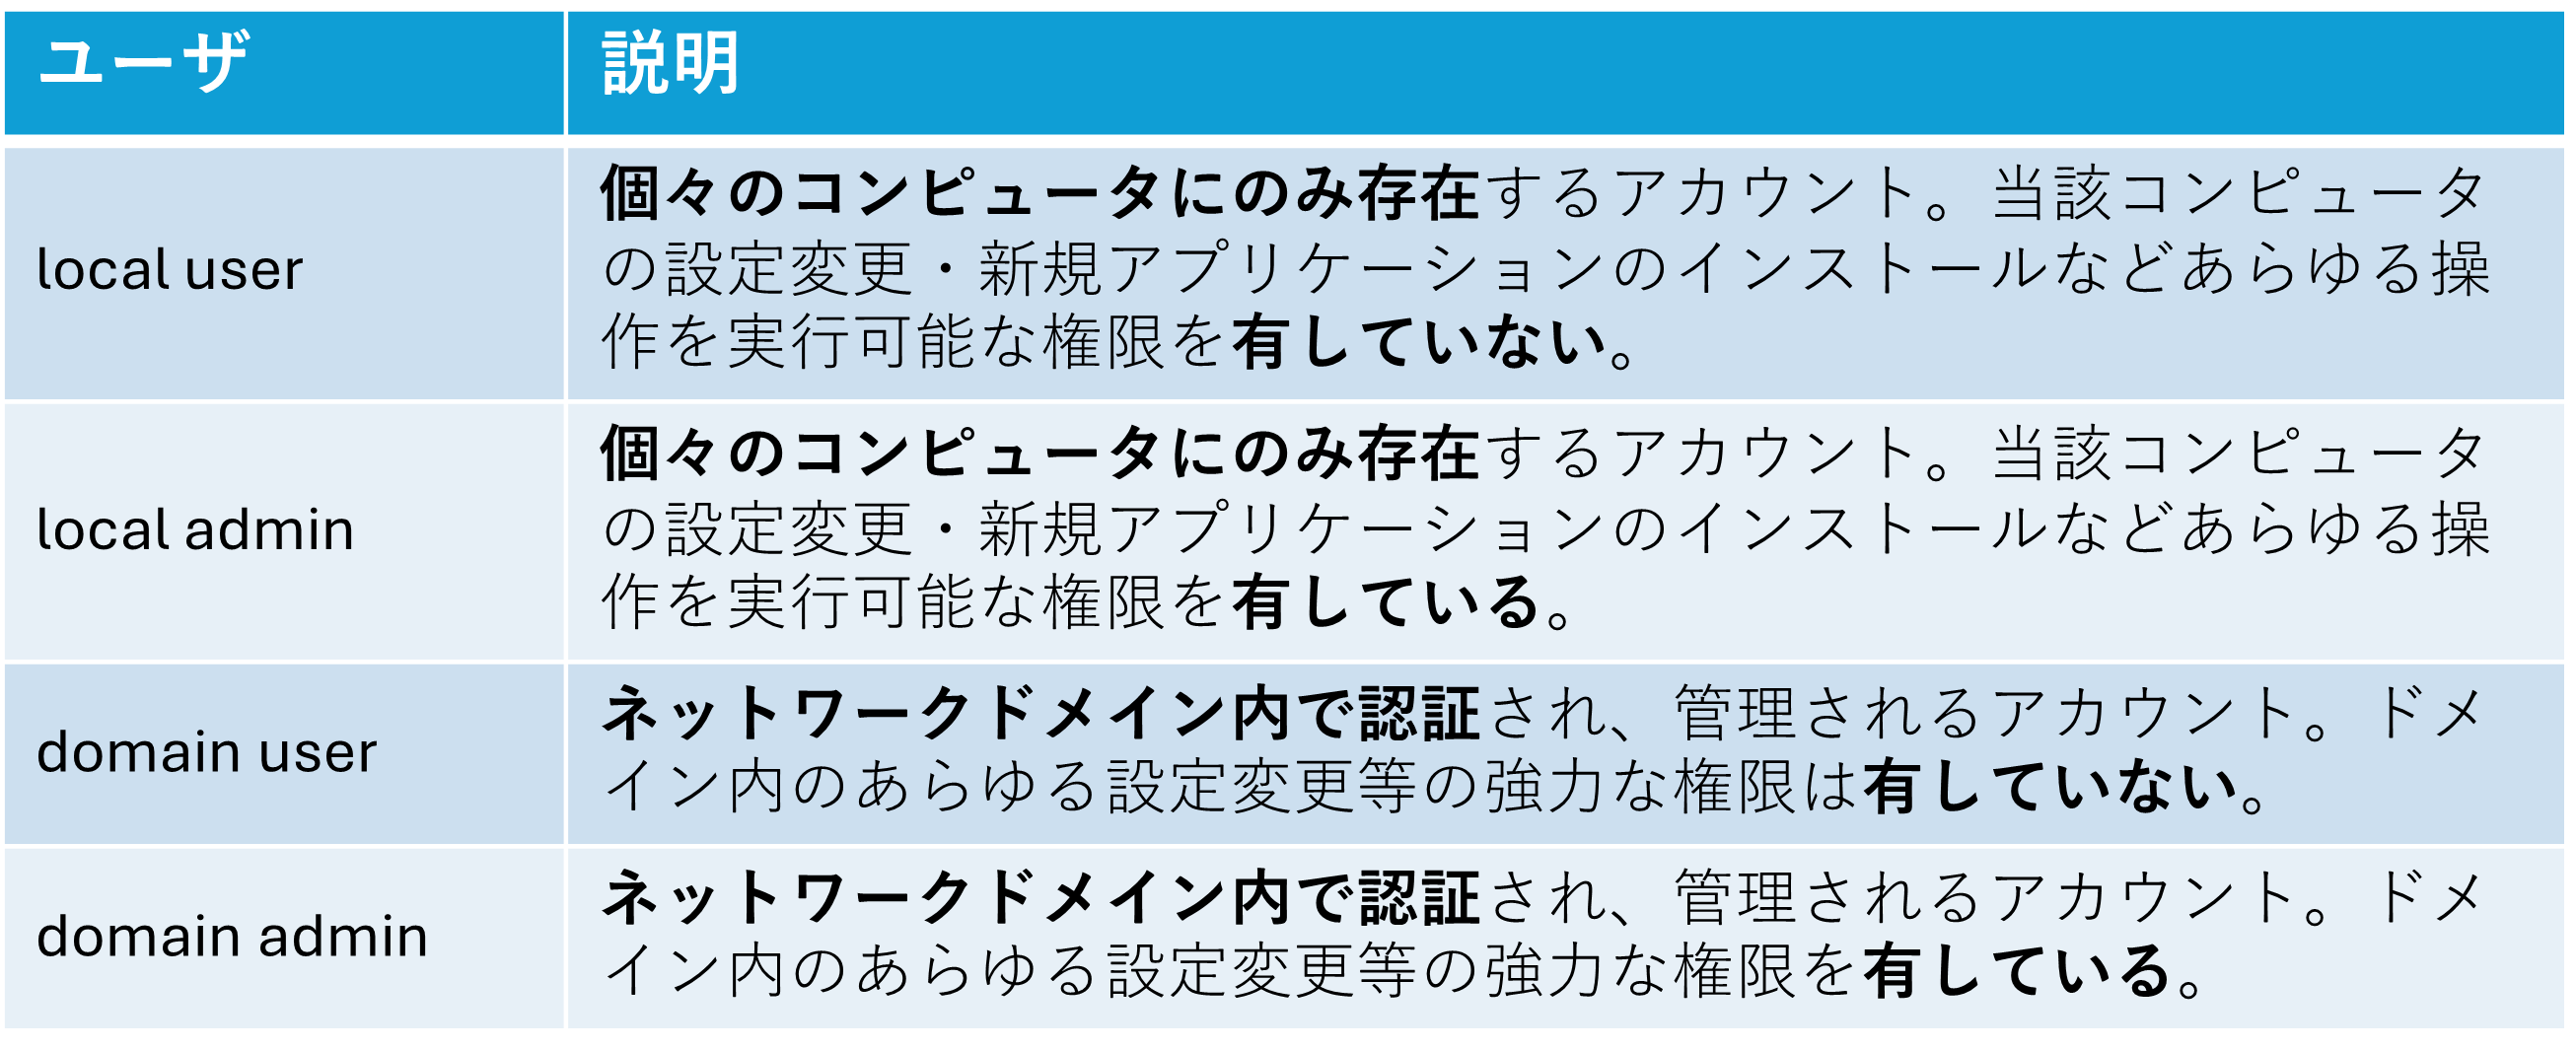 ユーザ
説明
local user
個々のコンピュータにのみ存在するアカウント。当該コンピュータ
の設定変更・新規アプリケーションのインストールなどあらゆる操
作を実行可能な権限を有していない。
local admin
個々のコンピュータにのみ存在するアカウント。当該コンピュータ
の設定変更・新規アプリケーションのインストールなどあらゆる操
作を実行可能な権限を有している。
domain user
ネットワークドメイン内で認証され、管理されるアカウント。ドメ
イン内のあらゆる設定変更等の強力な権限は有していない。
domain admin
ネットワークドメイン内で認証され、管理されるアカウント。ドメ
イン内のあらゆる設定変更等の強力な権限を有している。